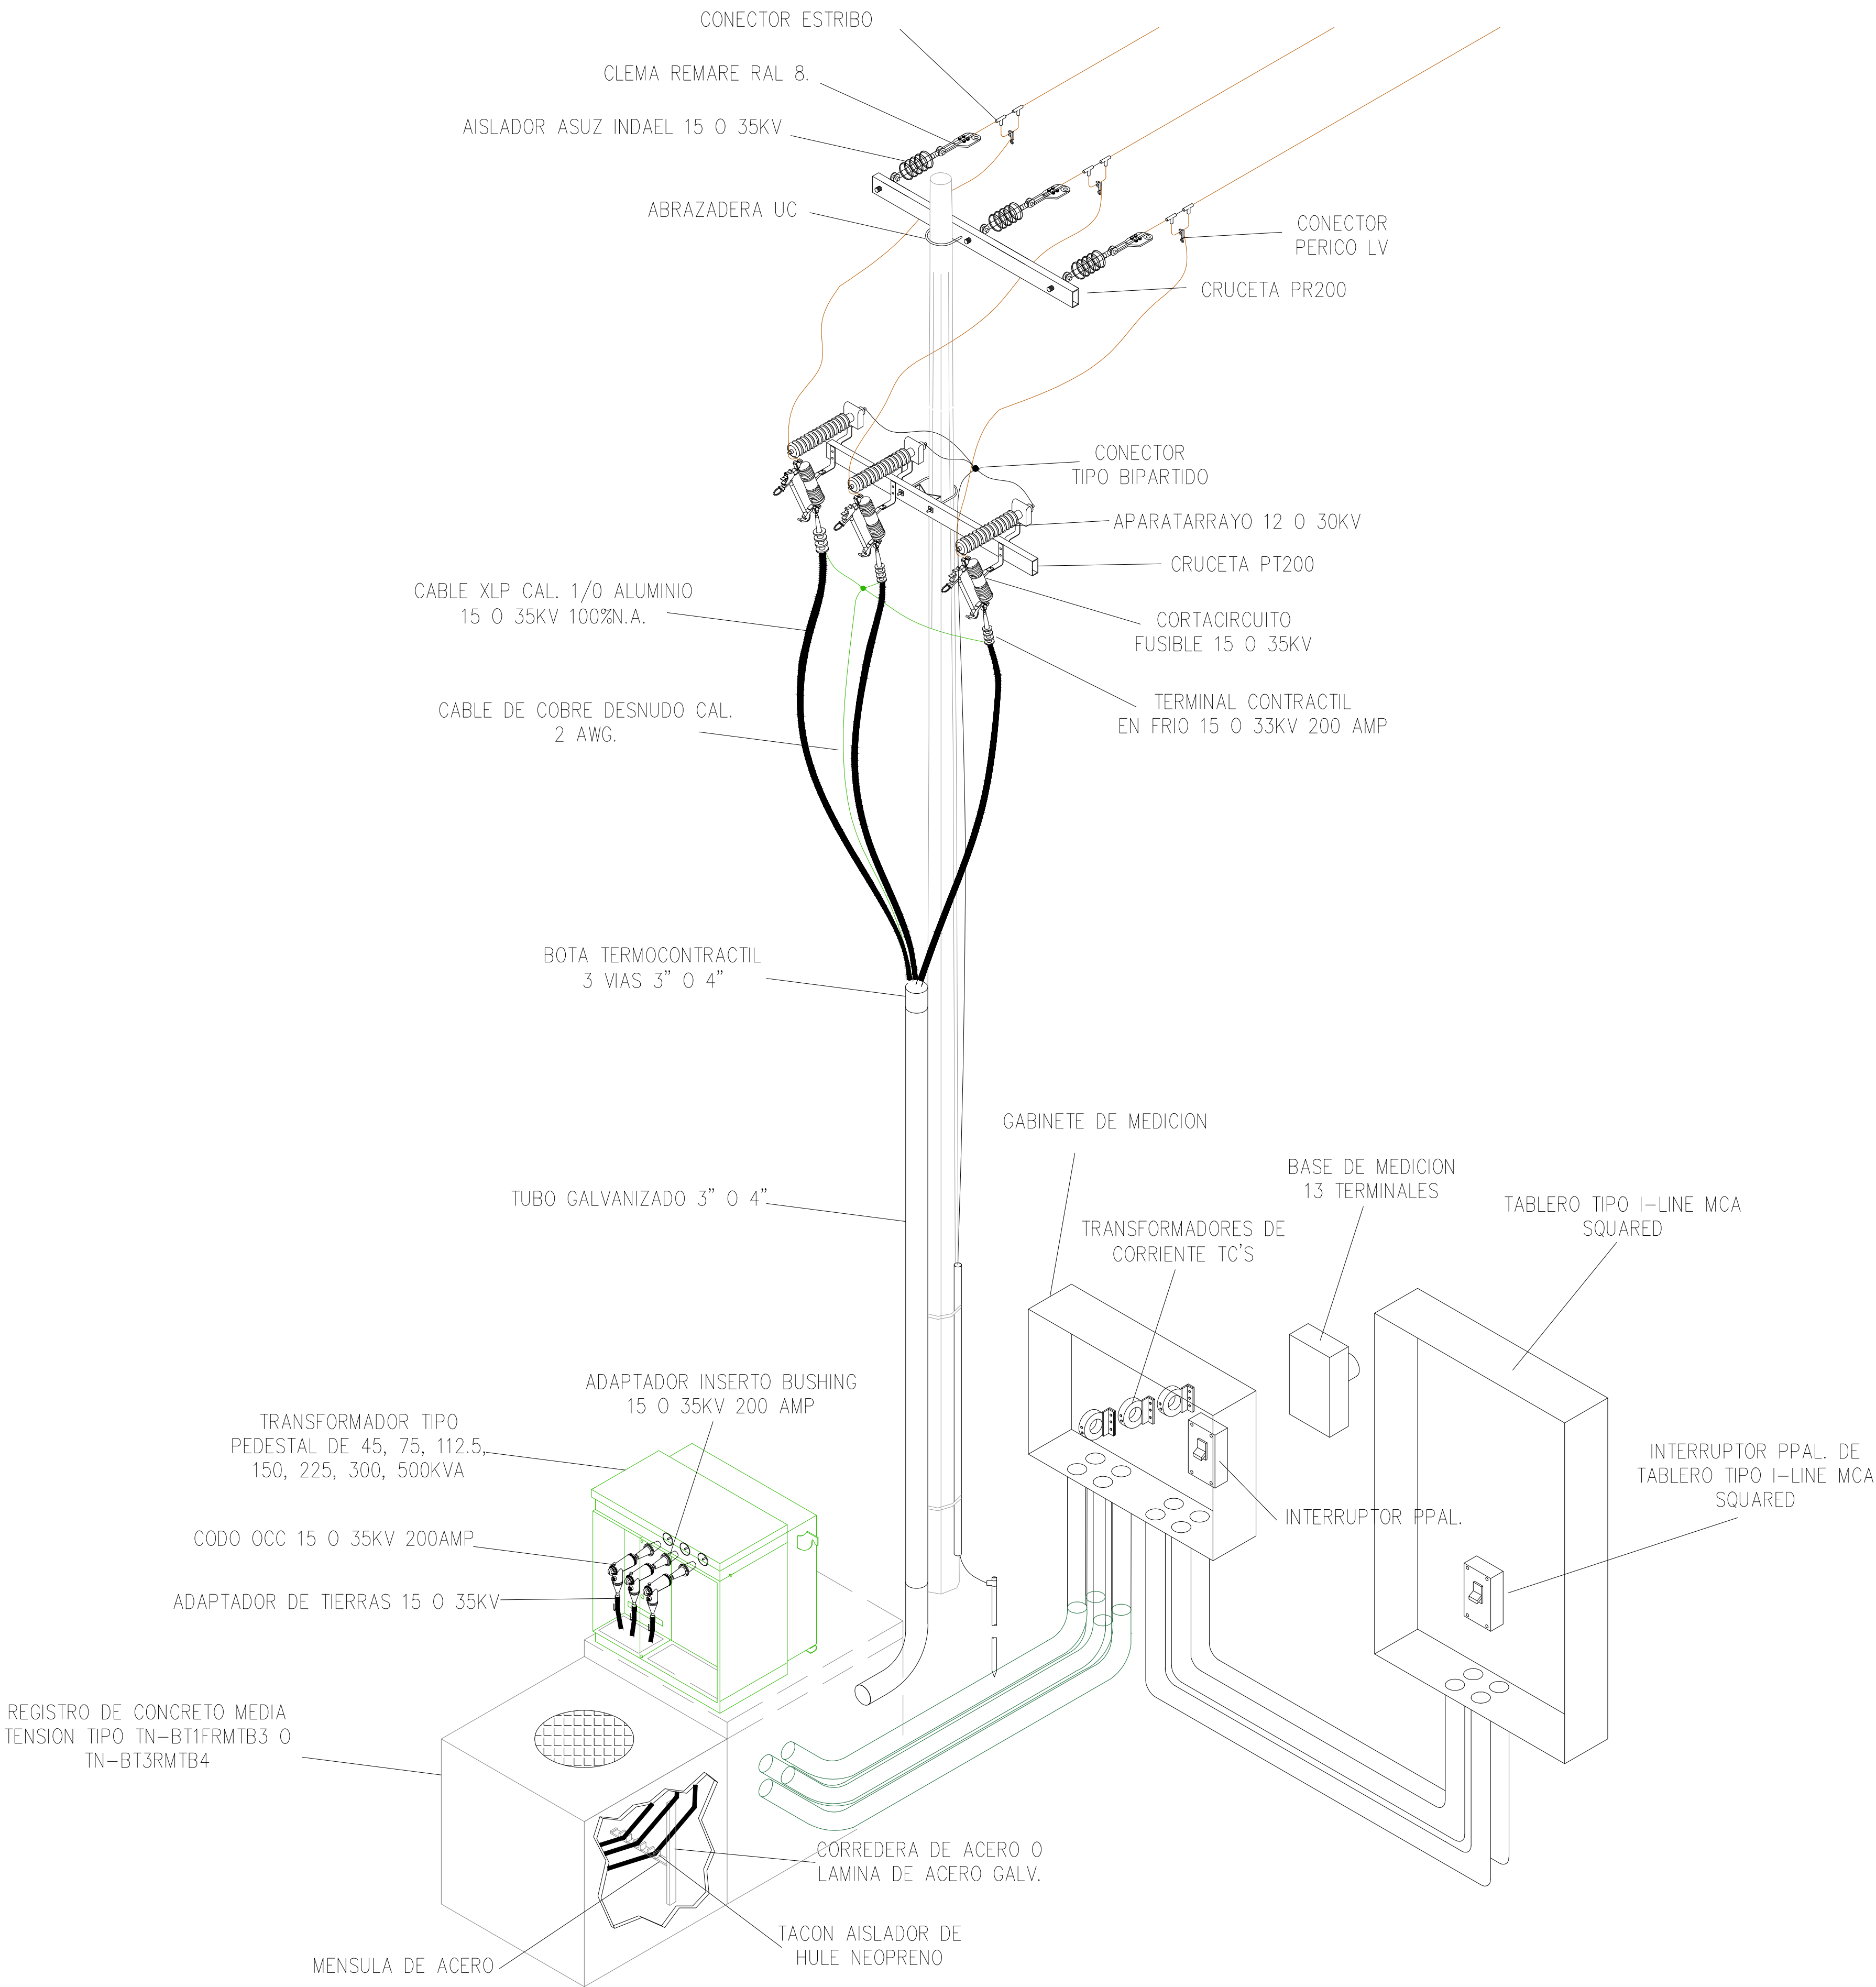 CONECTOR ESTRIBO
CLEMA REMARE RAL 8.
AISLADOR ASUZ INDAEL 15 O 35KV
ABRAZADERA UC
CONECTOR
PERICO LV
CRUCETA PR200
CONECTOR
TIPO BIPARTIDO
APARATARRAYO 12 O 30KV
CRUCETA PT200
CABLE XLP CAL. 1/0 ALUMINIO
15 O 35KV 100%N.A.
CORTACIRCUITO
FUSIBLE 15 O 35KV
CABLE DE COBRE DESNUDO CAL.
2 AWG.
TERMINAL CONTRACTIL
EN FRIO 15 O 33KV 200 AMP
BOTA TERMOCONTRACTIL
3 VIAS 3" O 4"
GABINETE DE MEDICION
BASE DE MEDICION
13 TERMINALES
TUBO GALVANIZADO 3" O 4"
TABLERO TIPO I-LINE MCA
SQUARED
TRANSFORMADORES DE
CORRIENTE TC'S
ADAPTADOR INSERTO BUSHING
15 O 35KV 200 AMP
TRANSFORMADOR TIPO
PEDESTAL DE 45, 75, 112.5,
150, 225, 300, 500KVA
INTERRUPTOR PPAL. DE
TABLERO TIPO I-LINE MCA
SQUARED
INTERRUPTOR PPAL.
CODO OCC 15 O 35KV 200AMP
ADAPTADOR DE TIERRAS 15 O 35KV
REGISTRO DE CONCRETO MEDIA
TENSION TIPO TN-BT1FRMTB3 O
TN-BT3RMTB4
CORREDERA DE ACERO O
LAMINA DE ACERO GALV.
TACON AISLADOR DE
HULE NEOPRENO
MENSULA DE ACERO